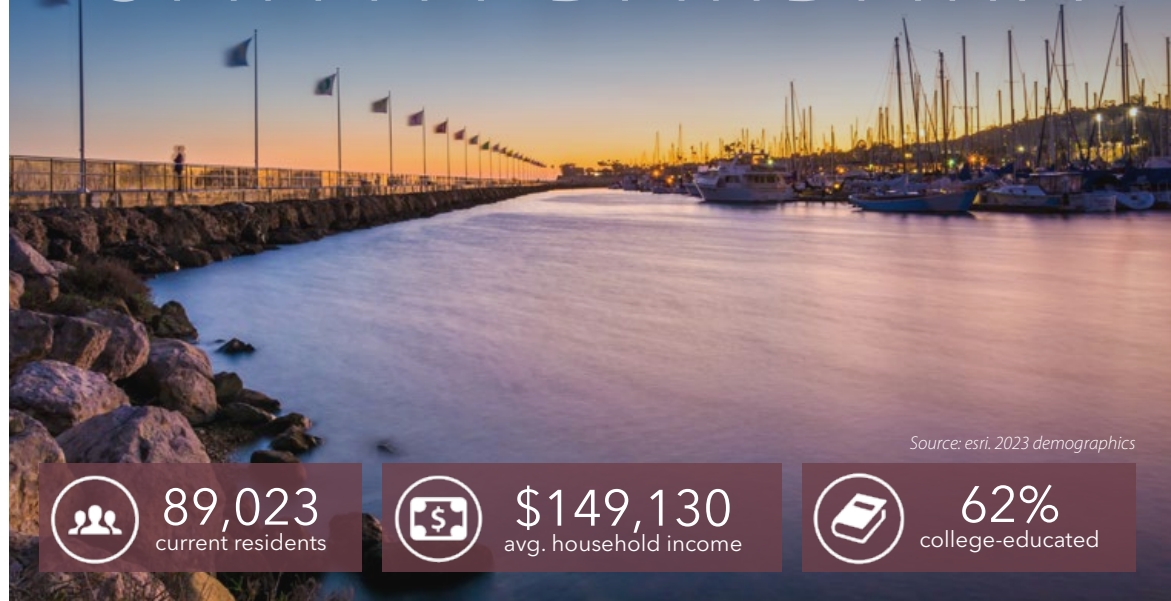 Source: esri. 2023 demographics
89,023
current residents
$149,130
avg. household income
62%
college-educated